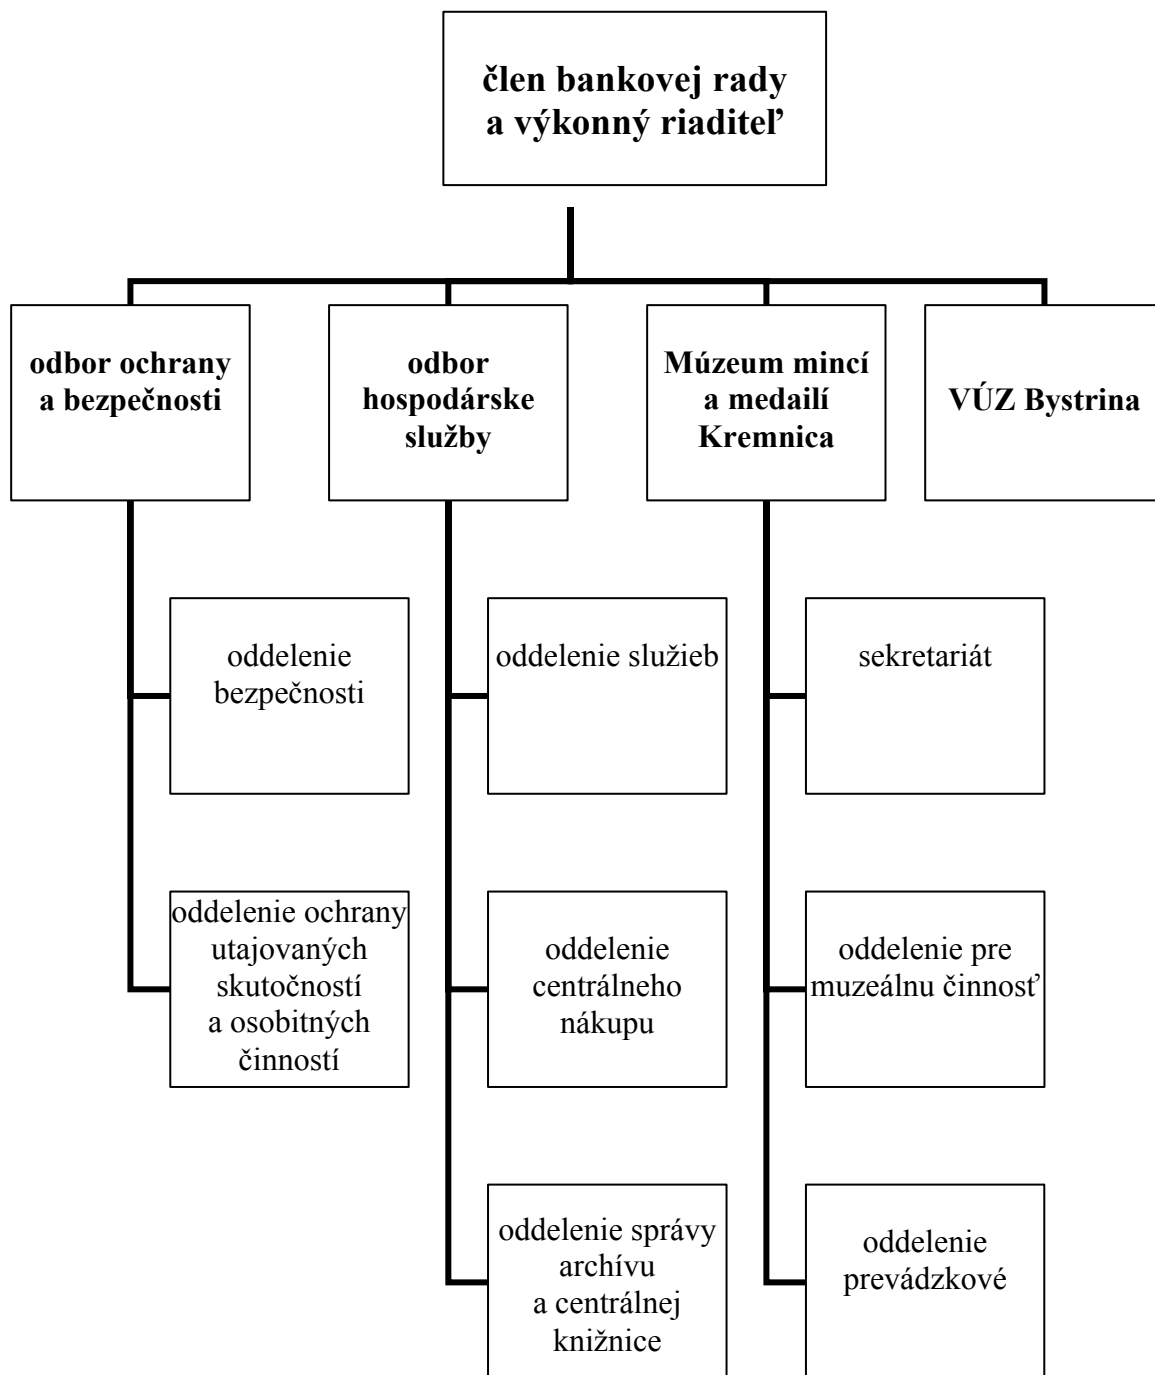 člen bankovej rady
a výkonný riaditeľ
odbor ochrany
a bezpečnosti
odbor
hospodárske
služby
Múzeum mincí
a medailí
Kremnica
VÚZ Bystrina
oddelenie
bezpečnosti
oddelenie služieb
sekretariát
oddelenie ochrany
utajovaných
skutočností
a osobitných
činností
oddelenie
centrálneho
nákupu
oddelenie pre
muzeálnu činnosť
oddelenie správy
archívu
a centrálnej
knižnice
oddelenie
prevádzkové